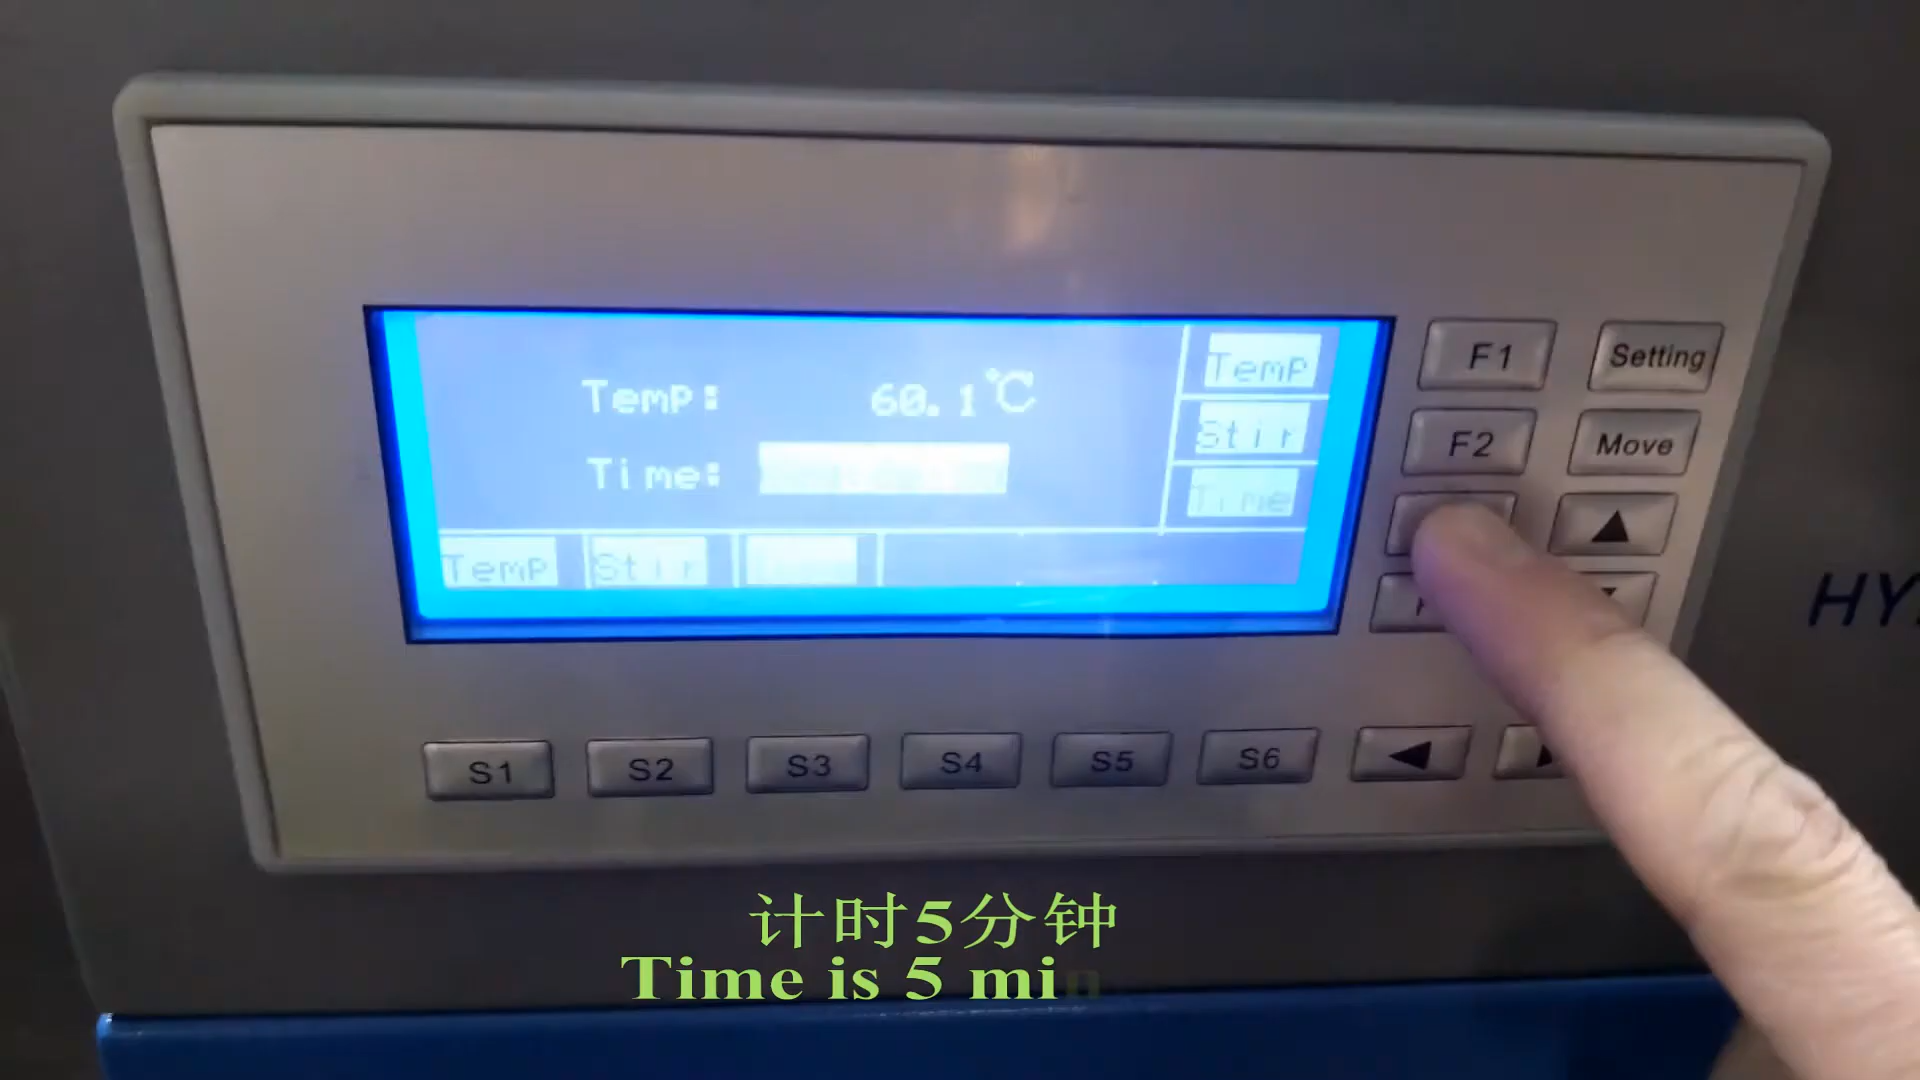 Temp: 60.1℃
Time:
Temp
Stir
Time
Temp
Stir
F1
Setting
F2
Move
S1
S2
S3
S4
S5
S6
HY
计时5分钟
Time is 5 min